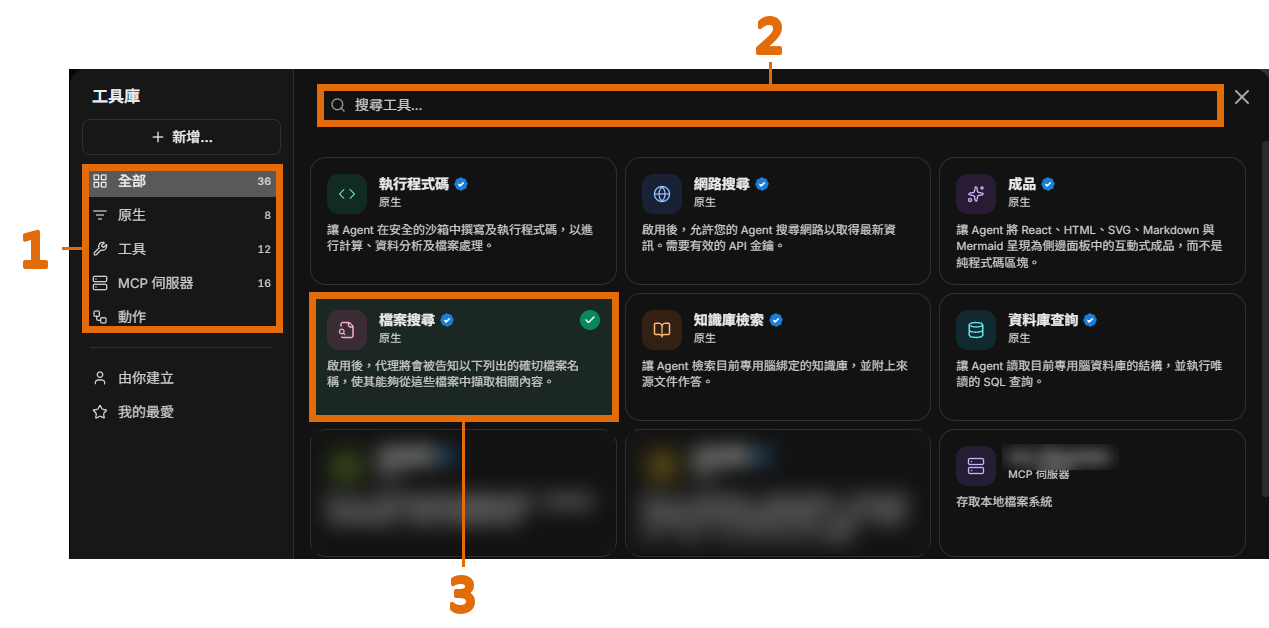 2
工具庫
搜尋工具...
新增...
1
全部 36
原生 8
工具 12
MCP 伺服器 16
動作
由你建立
我的最愛
執行程式碼
原生
讓 Agent 在安全的沙箱中撰寫及執行程式碼，以進
行計算、資料分析及檔案處理。
網路搜尋
原生
啟用後，允許您的 Agent 搜尋網路以取得最新資
訊。需要有效的 API 金鑰。
成品
原生
讓 Agent 將 React、HTML、SVG、Markdown 與
Mermaid 呈現為側邊面板中的互動式成品，而不是
純程式碼區塊。
檔案搜尋
原生
啟用後，代理將會被告知以下列出的確切檔案名
稱，使其能夠從這些檔案中擷取相關內容。
知識庫檢索
原生
讓 Agent 檢索目前專用腦綁定的知識庫，並附上來
源文件作答。
資料庫查詢
原生
讓 Agent 讀取目前專用腦資料庫的結構，並執行唯
讀的 SQL 查詢。
MCP 伺服器
存取本地檔案系統
3